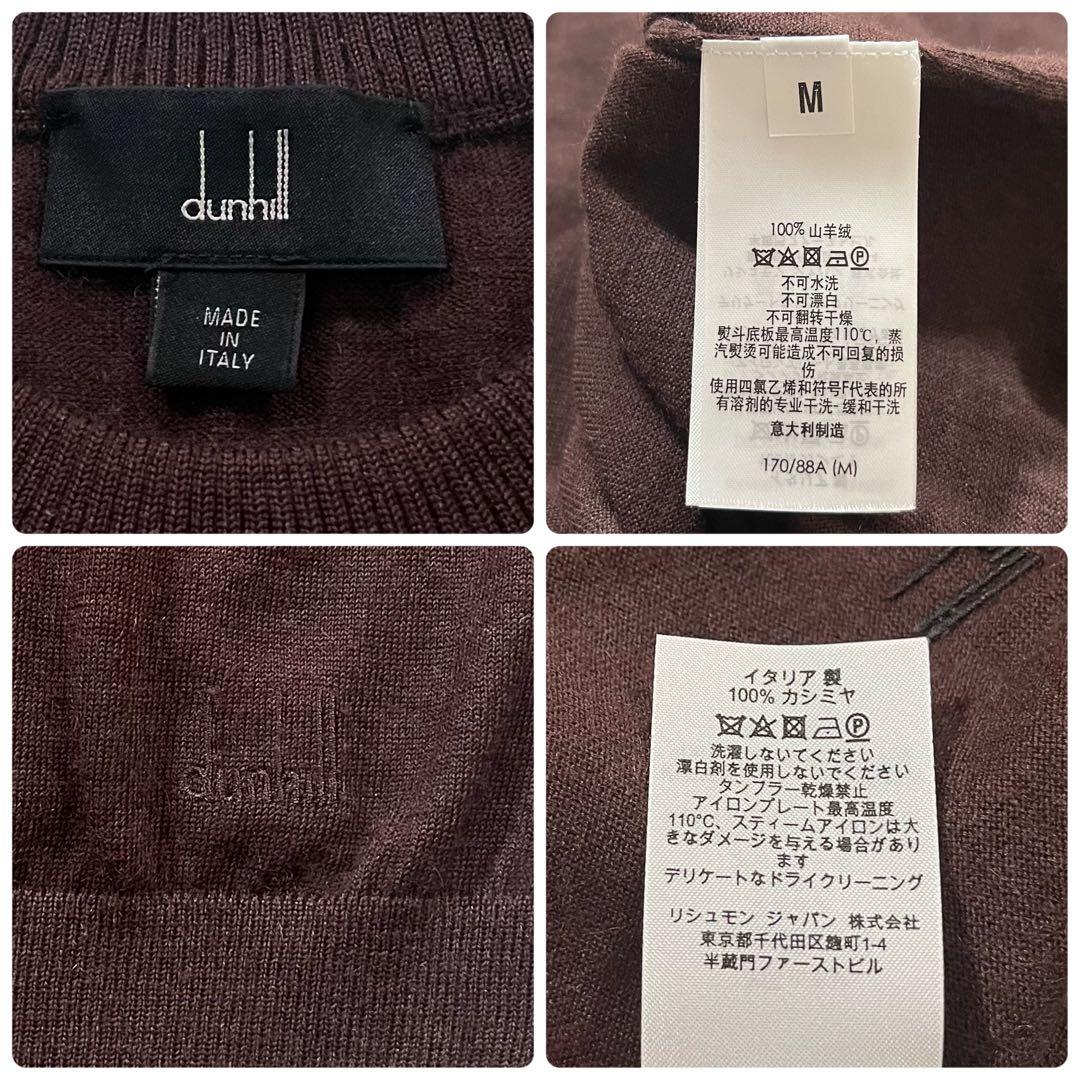 dunhill
MADE
IN
ITALY
M
100% 山羊绒
P
不可水洗
不可漂白
不可翻转干燥
熨斗底板最高温度110℃, 蒸
汽熨烫可能造成不可回复的损
伤
使用四氯乙烯和符号F代表的所
有溶剂的专业干洗-缓和干洗
意大利制造
170/88A (M)
dunhill
イタリア 製
100% カシミヤ
P
洗濯しないてください
漂白剤を使用しないでください
タンフラー乾燥禁止
アイロンプレート最高温度
110°C、スティームアイロンは大
きなダメージを与える場合があり
ます
デリケートなドライクリーニング
リシュモン ジャパン 株式会社
東京都千代田区麹町1-4
半蔵門ファーストビル